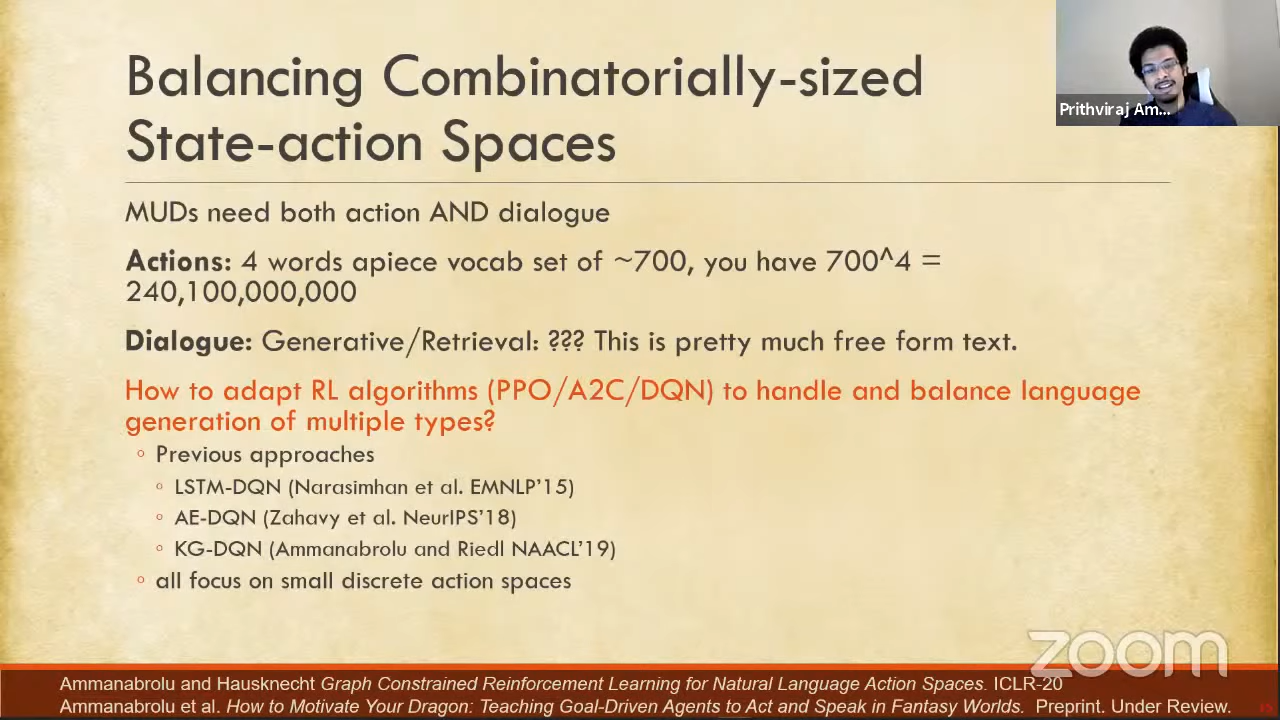 Balancing Combinatorially-sized
State-action Spaces
Prithviraj Am...
MUDs need both action AND dialogue
Actions: 4 words apiece vocab set of ~700, you have 700^4 =
240,100,000,000
Dialogue: Generative/Retrieval: ??? This is pretty much free form text.
How to adapt RL algorithms (PPO/A2C/DQN) to handle and balance language
generation of multiple types?
◦ Previous approaches
◦ LSTM-DQN (Narasimhan et al. EMNLP’15)
◦ AE-DQN (Zahavy et al. NeurIPS’18)
◦ KG-DQN (Ammanabrolu and Riedl NAACL’19)
◦ all focus on small discrete action spaces
zoom
Ammanabrolu and Hausknecht Graph Constrained Reinforcement Learning for Natural Language Action Spaces. ICLR-20
Ammanabrolu et al. How to Motivate Your Dragon: Teaching Goal-Driven Agents to Act and Speak in Fantasy Worlds. Preprint. Under Review.